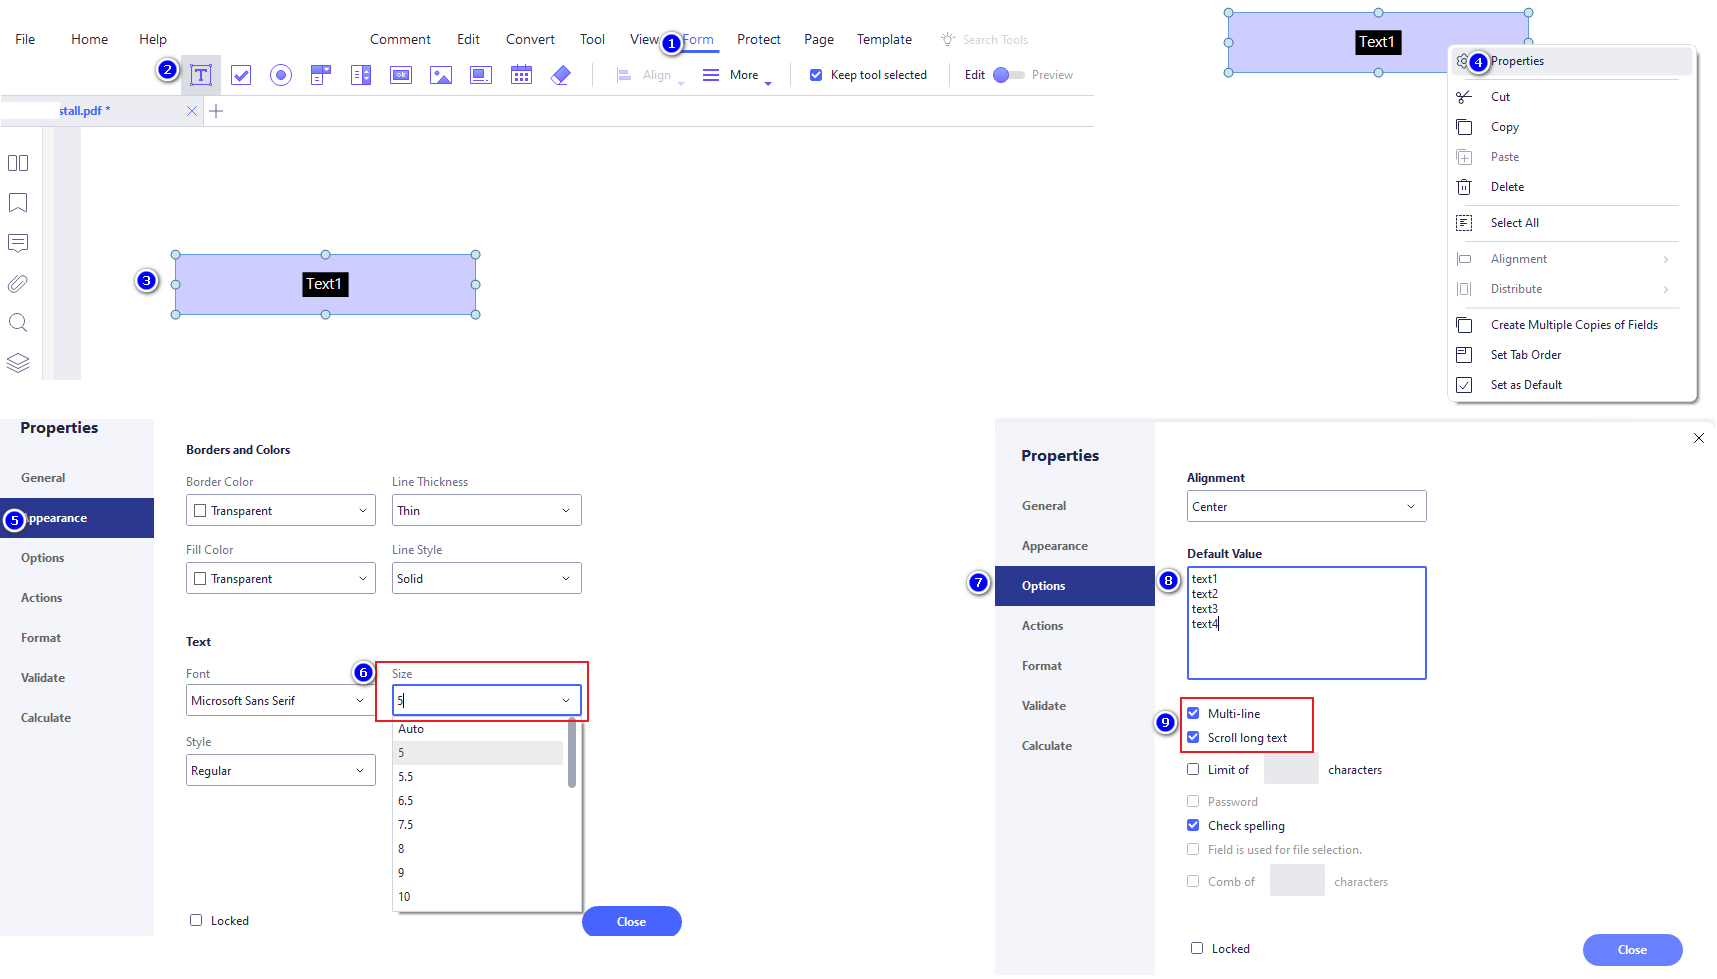 File Home Help Comment Edit Convert Tool View 1 Form Protect Page Template Search Tools
2 T ok Align More Keep tool selected Edit Preview
stall.pdf *
3 Text1
Text1
4 Properties
Cut
Copy
Paste
Delete
Select All
Alignment
Distribute
Create Multiple Copies of Fields
Set Tab Order
Set as Default
Properties
General
5 Appearance
Options
Actions
Format
Validate
Calculate
Borders and Colors
Border Color Line Thickness
Transparent Thin
Fill Color Line Style
Transparent Solid
Text
Font 6 Size
Microsoft Sans Serif 5
Style
Regular
Auto
5
5.5
6.5
7.5
8
9
10
Locked Close
Properties
General
Appearance
7 Options
Actions
Format
Validate
Calculate
Alignment
Center
Default Value
8 text1
text2
text3
text4
9 Multi-line
Scroll long text
Limit of characters
Password
Check spelling
Field is used for file selection.
Comb of characters
Locked Close